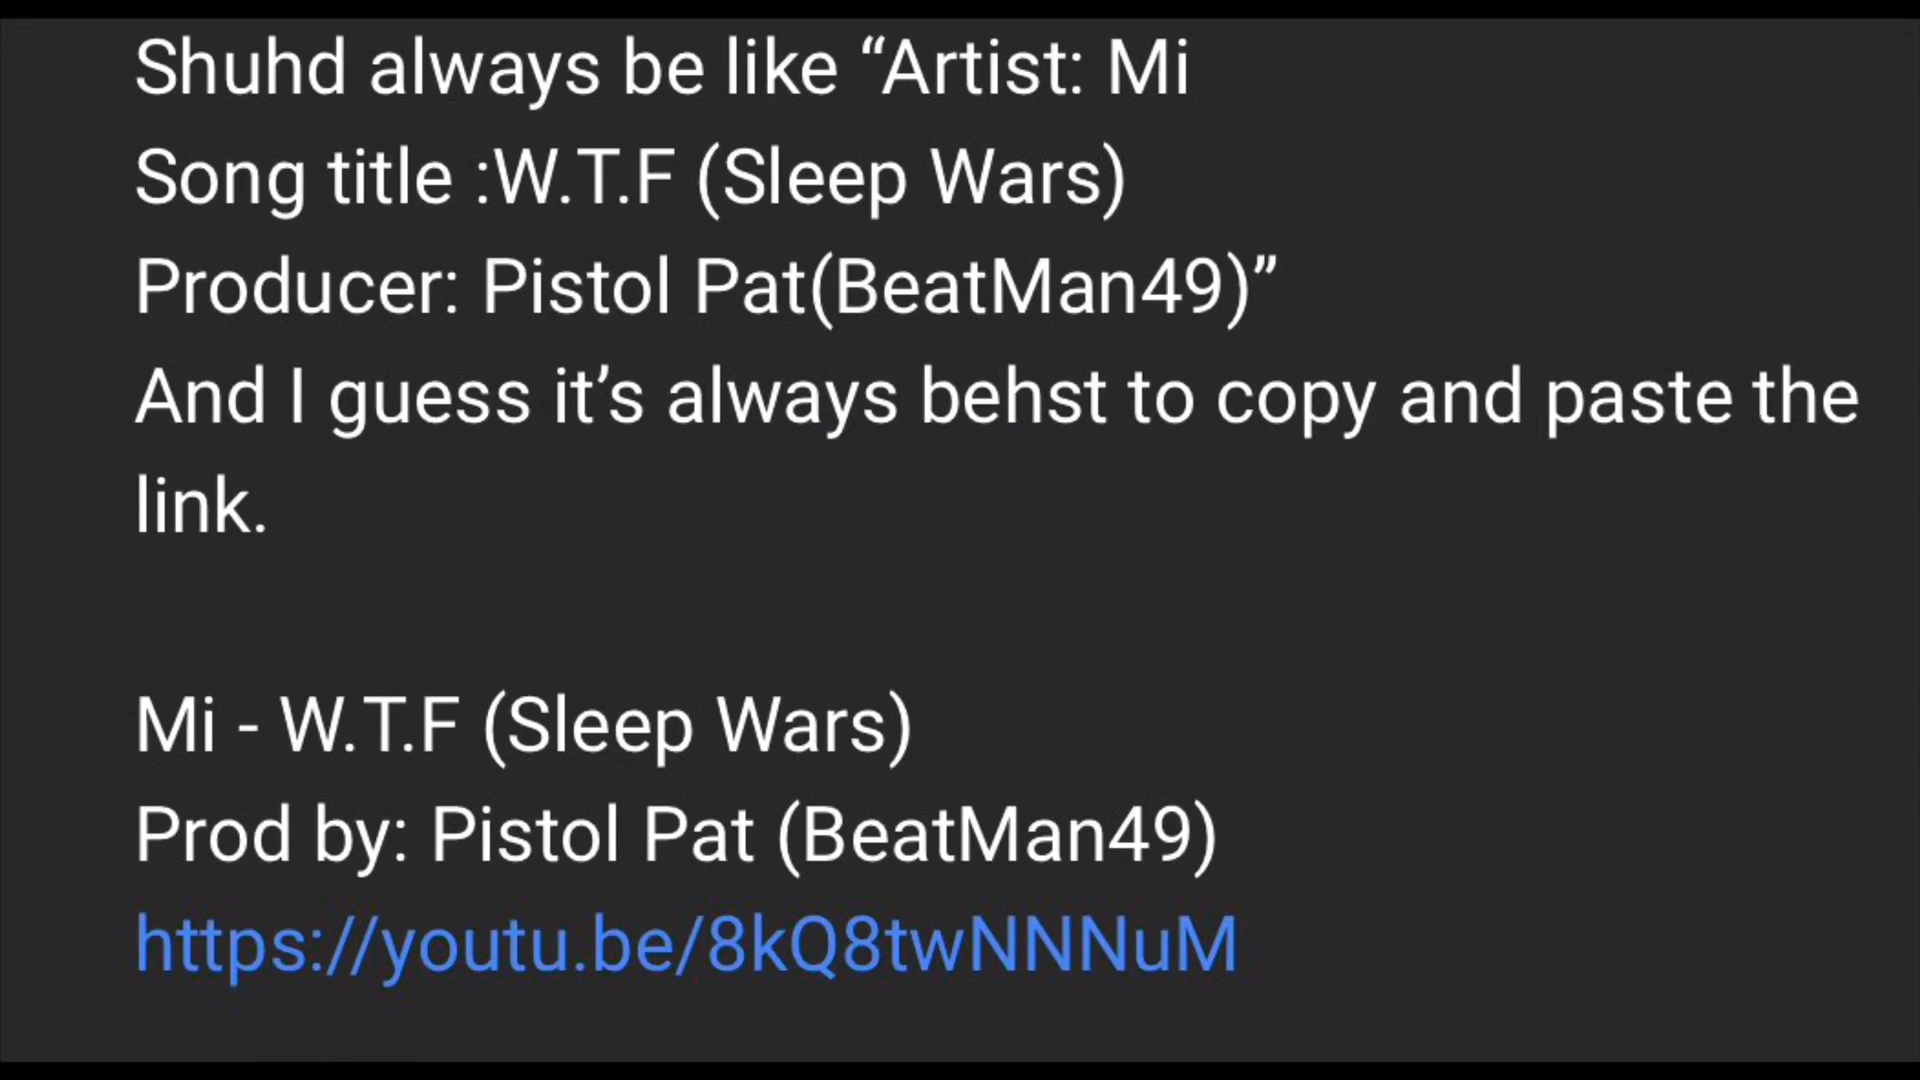 Shuhd always be like “Artist: Mi
Song title :W.T.F (Sleep Wars)
Producer: Pistol Pat(BeatMan49)”
And I guess it’s always behst to copy and paste the
link.
Mi - W.T.F (Sleep Wars)
Prod by: Pistol Pat (BeatMan49)
https://youtu.be/8kQ8twNNNuM